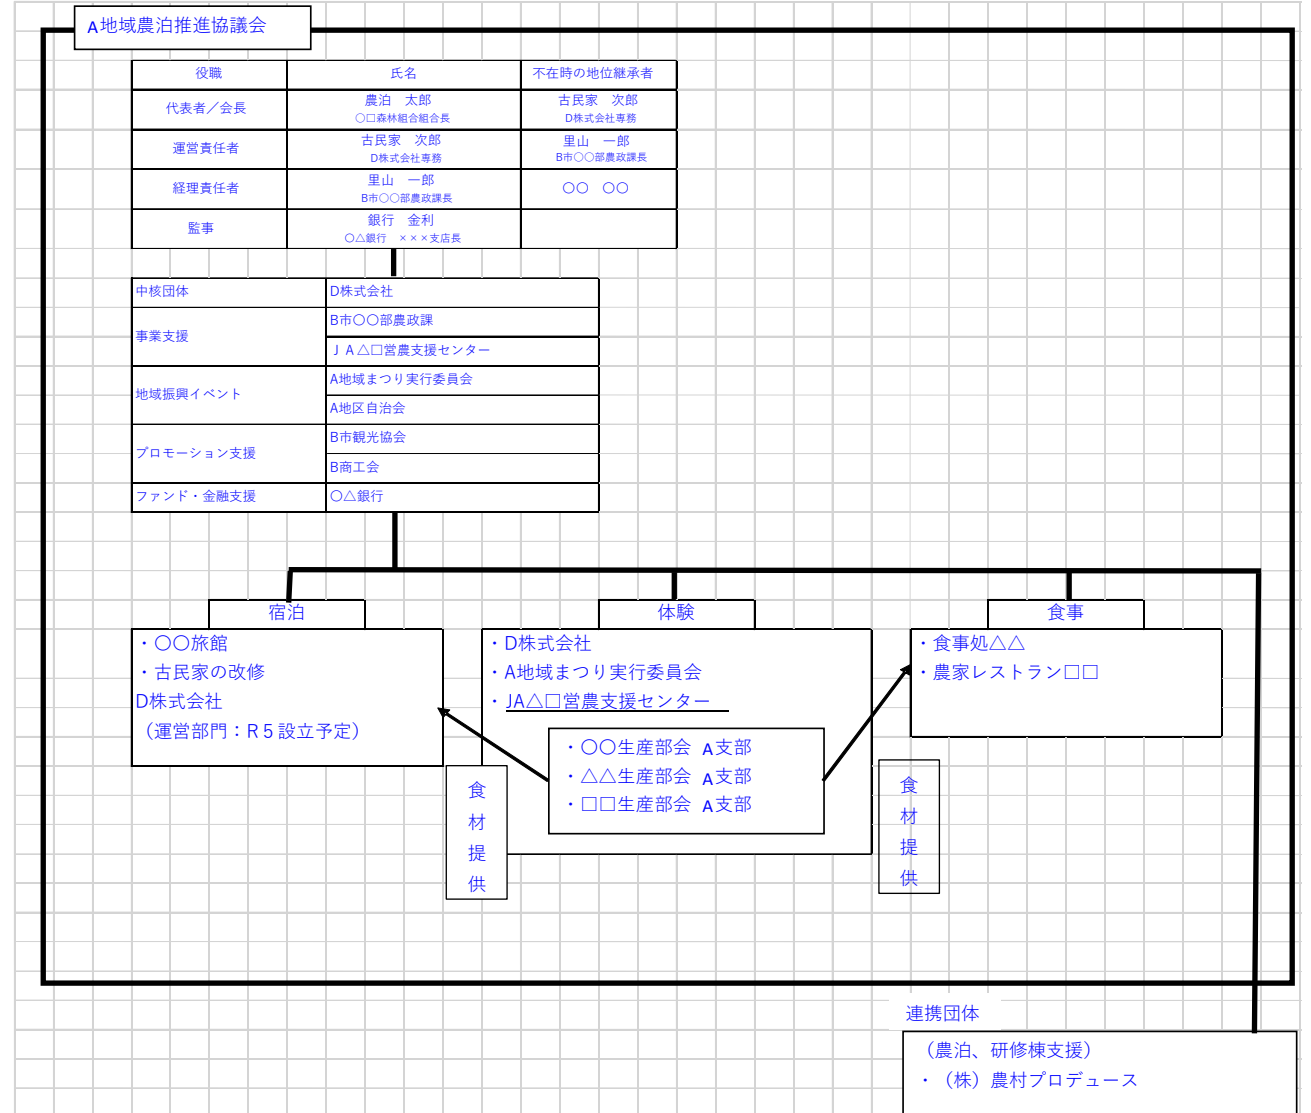 A地域農泊推進協議会
役職 氏名 不在時の地位継承者
代表者／会長 農泊　太郎 古民家　次郎
〇□森林組合組合長 D株式会社専務
運営責任者 古民家　次郎 里山　一郎
D株式会社専務 B市〇〇部農政課長
経理責任者 里山　一郎 〇〇　〇〇
B市〇〇部農政課長
監事 銀行　金利
〇△銀行　×××支店長
中核団体 D株式会社
事業支援 B市〇〇部農政課
ＪＡ△□営農支援センター
地域振興イベント A地域まつり実行委員会
A地区自治会
プロモーション支援 B市観光協会
B商工会
ファンド・金融支援 〇△銀行
宿泊
・〇〇旅館
・古民家の改修
D株式会社
（運営部門：R５設立予定）
体験
・D株式会社
・A地域まつり実行委員会
・JA△□営農支援センター
・〇〇生産部会 A支部
・△△生産部会 A支部
・□□生産部会 A支部
食事
・食事処△△
・農家レストラン□□
食
材
提
供
食
材
提
供
連携団体
（農泊、研修棟支援）
・（株）農村プロデュース